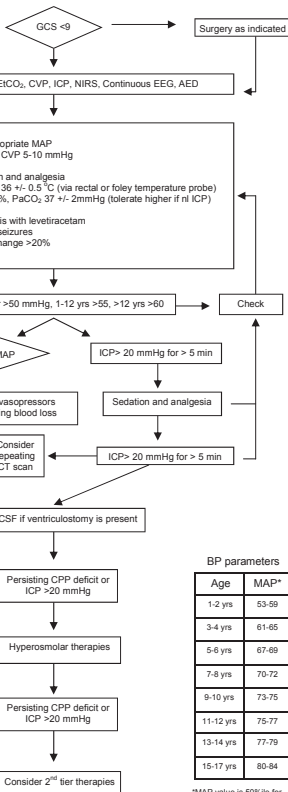 GCS <9
Surgery as indicated
EtCO₂, CVP, ICP, NIRS, Continuous EEG, AED
MAP
CVP 5-10 mmHg
and analgesia
36 +/- 0.5 °C (via rectal or foley temperature probe)
%, PaCO₂ 37 +/- 2mmHg (tolerate higher if nl ICP)
with levetiracetam
seizures
>20%
>50 mmHg, 1-12 yrs >55, >12 yrs >60
Check
MAP
ICP> 20 mmHg for > 5 min
vasopressors
blood loss
Sedation and analgesia
Consider
repeating
CT scan
ICP> 20 mmHg for > 5 min
CSF if ventriculostomy is present
Persisting CPP deficit or
ICP >20 mmHg
Hyperosmolar therapies
Persisting CPP deficit or
ICP >20 mmHg
Consider 2nd tier therapies
BP parameters
Age MAP*
1-2 yrs 53-59
3-4 yrs 61-65
5-6 yrs 67-69
7-8 yrs 70-72
9-10 yrs 73-75
11-12 yrs 75-77
13-14 yrs 77-79
15-17 yrs 80-84
*MAP value is 50%ile for